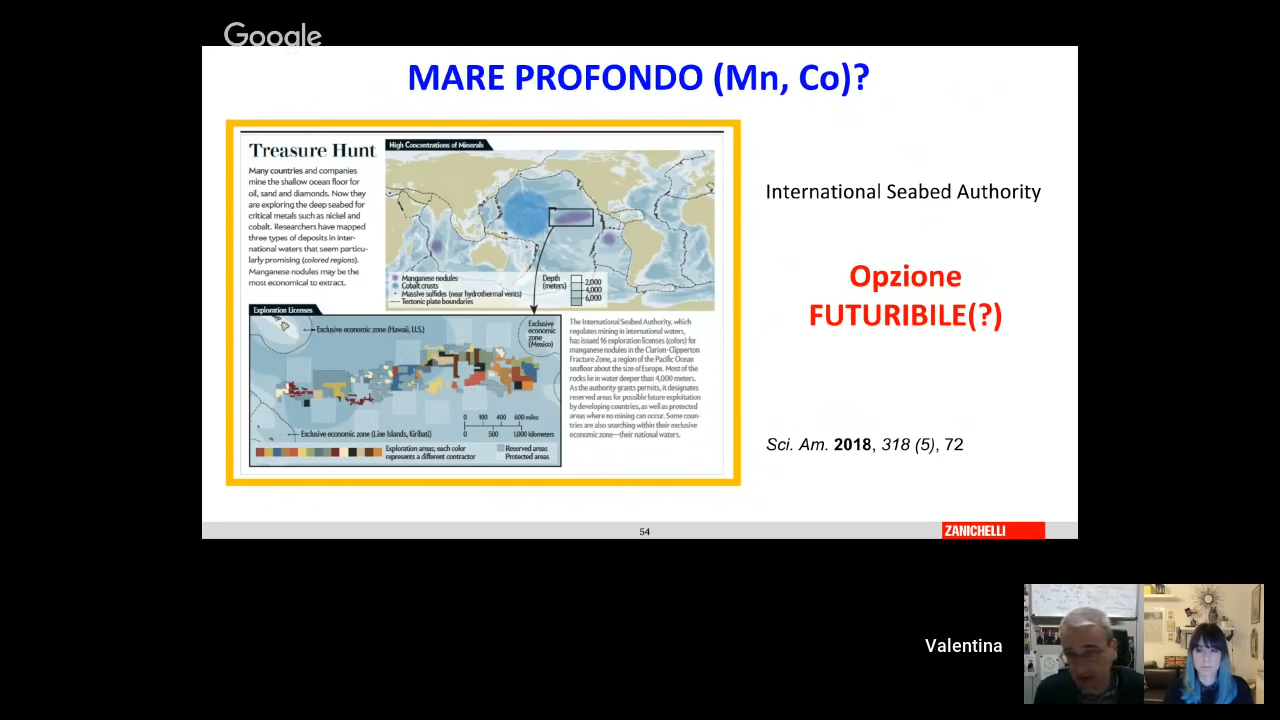 Google
MARE PROFONDO (Mn, Co)?
Treasure Hunt
Many countries and companies
mine the shallow ocean floor for
oil, sand and diamonds. Now they
are exploring the deep seabed for
critical metals such as nickel and
cobalt. Researchers have mapped
three types of deposits in inter-
national waters that seem particu-
larly promising (colored regions).
Manganese nodules may be the
most economical to extract.
High Concentrations of Minerals
Manganese nodules
Cobalt crusts
Massive sulfides (near hydrothermal vents)
Tectonic plate boundaries
Depth
(meters)
2,000
4,000
6,000
Exploration Licenses
Exclusive economic zone (Hawaii, U.S.)
Exclusive
economic
zone
(Mexico)
0 100 400 600 miles
0 500 1,000 kilometers
Exclusive economic zone (Line Islands, Kiribati)
Exploration areas; each color
represents a different contractor
Reserved areas
Protected areas
The International Seabed Authority, which
regulates mining in international waters,
has issued 16 exploration licenses (colors) for
manganese nodules in the Clarion-Clipperton
Fracture Zone, a region of the Pacific Ocean
seafloor about the size of Europe. Most of the
rocks lie in water deeper than 4,000 meters.
As the authority grants permits, it designates
reserved areas for possible future exploitation
by developing countries, as well as protected
areas where no mining can occur. Some coun-
tries are also searching within their exclusive
economic zone—their national waters.
International Seabed Authority
Opzione
FUTURIBILE(?)
Sci. Am. 2018, 318 (5), 72
54
ZANICHELLI
Valentina